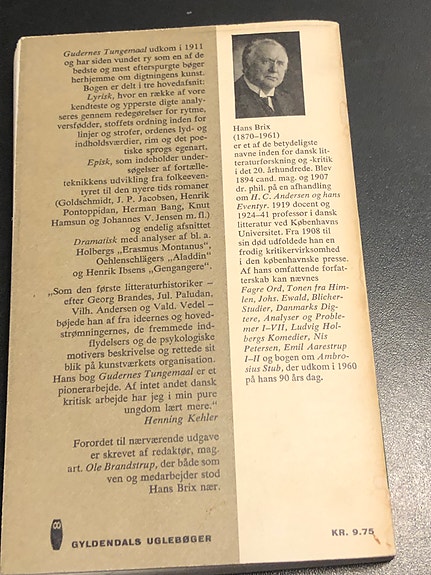 Gudernes Tungemaal udkom i 1911
og har siden vundet ry som en af de
bedste og mest efterspurgte bøger
herhjemme om digtningens kunst.
Bogen er delt i tre hovedafsnit:
Lyrisk, hvor en række af vore
kendteste og ypperste digte analy-
seres gennem redegørelser for rytme,
versfødder, stoffets ordning inden for
linjer og strofer, ordenes lyd- og
indholdsværdier, rim og det poe-
tiske sprogs egenart,
Episk, som indeholder under-
søgelser af fortælle-
teknikkens udvikling fra folkeeven-
tyret til den nyere tids romaner
(Goldschmidt, J. P. Jacobsen, Henrik
Pontoppidan, Herman Bang, Knut
Hamsun og Johannes V. Jensen m. fl.)
og endelig afsnittet
Dramatisk med analyser af bl. a.
Holbergs „Erasmus Montanus",
Oehlenschlägers „Aladdin"
og Henrik Ibsens „Gengangere".
„Som den første litteraturhistoriker –
efter Georg Brandes, Jul. Paludan,
Vilh. Andersen og Vald. Vedel –
bøjede han af fra ideernes og hoved-
strømningernes, de fremmede ind-
flydelsers og de psykologiske
motivers beskrivelse og rettede sit
blik på kunstværkets organisation.
Hans bog Gudernes Tungemaal er et
pionerarbejde. Af intet andet dansk
kritisk arbejde har jeg i min pure
ungdom lært mere."
Henning Kehler
Forordet til nærværende udgave
er skrevet af redaktør, mag.
art. Ole Brandstrup, der både som
ven og medarbejder stod
Hans Brix nær.
GYLDENDALS UGLEBØGER
Hans Brix
(1870–1961)
er et af de betydeligste
navne inden for dansk lit-
teraturforskning og -kritik
i det 20. århundrede. Blev
1894 cand. mag. og 1907
dr. phil. på en afhandling
om H. C. Andersen og hans
Eventyr. 1919 docent og
1924–41 professor i dansk
litteratur ved Københavns
Universitet. Fra 1908 til
sin død udfoldede han en
frodig kritikervirksomhed
i den københavnske presse.
Af hans omfattende forfat-
terskab kan nævnes
Fagre Ord, Tonen fra Him-
len, Johs. Ewald, Blicher-
Studier, Danmarks Dig-
tere, Analyser og Proble-
mer I–VII, Ludvig Hol-
bergs Komedier, Nis
Petersen, Emil Aarestrup
I–II og bogen om Ambro-
sius Stub, der udkom i 1960
på hans 90 års dag.
KR. 9.75